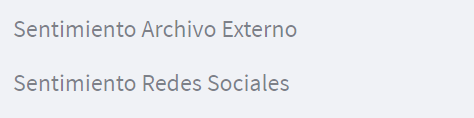 Sentimiento Archivo Externo
Sentimiento Redes Sociales